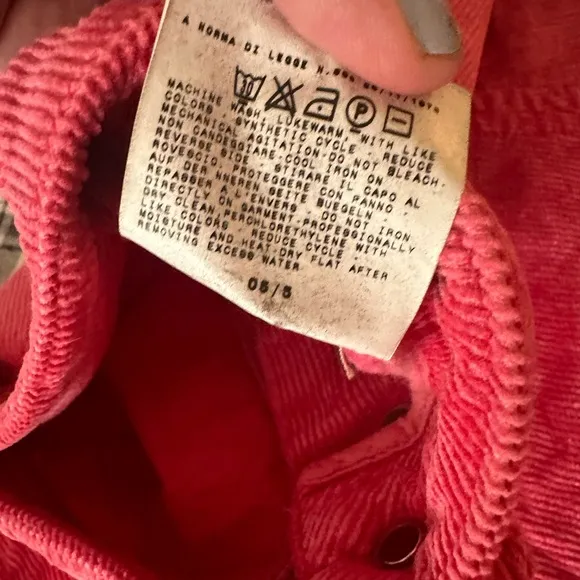 A NORMA DI LEGGE N.
30 P
MACHINE WASH, LUKEWARM, WITH LIKE
COLORS - SYNTHETIC CYCLE - REDUCE
MECHANICAL AGITATION-DO NOT BLEACH.
NO CANDEGGIARE-COOL IRON ON
REVERSE SIDE - STIRARE IL CAPO AL
ROVESCIO PROTEGGERE CON PANNO -
AUF DER INNEREN SEITE BUEGELN
REPASSER A L'ENVERS DO NOT IRON
DIRECTLY ON GARMENT-PROFESSIONALLY
DRY CLEAN PERCHLORETHYLENE WITH
LIKE COLORS - REDUCE CYCLE -
MOISTURE AND HEAT-DRY FLAT AFTER
REMOVING EXCESS WATER
05/5